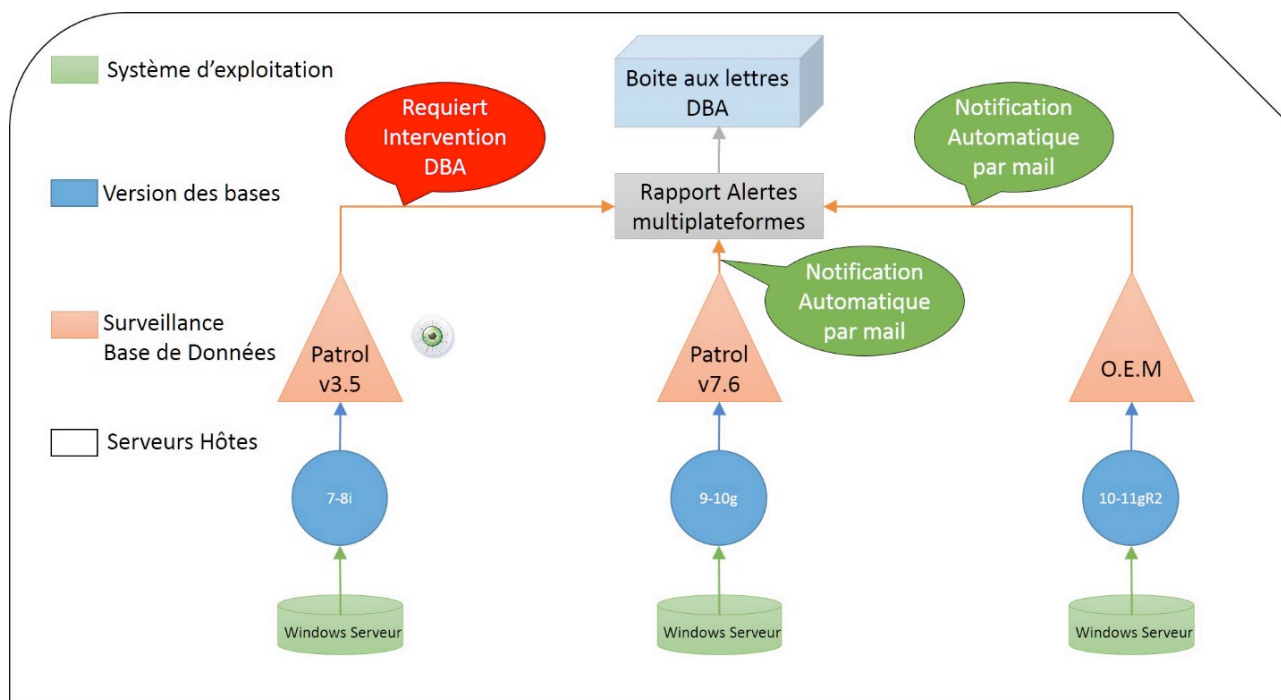 Système d'exploitation
Boite aux lettres
DBA
Requiert
Intervention
DBA
Notification
Automatique
par mail
Version des bases
Rapport Alertes
multiplateformes
Notification
Automatique
par mail
Surveillance
Base de Données
Patrol
v3.5
Patrol
v7.6
O.E.M
Serveurs Hôtes
7-8i
9-10g
10-11gR2
Windows Serveur
Windows Serveur
Windows Serveur